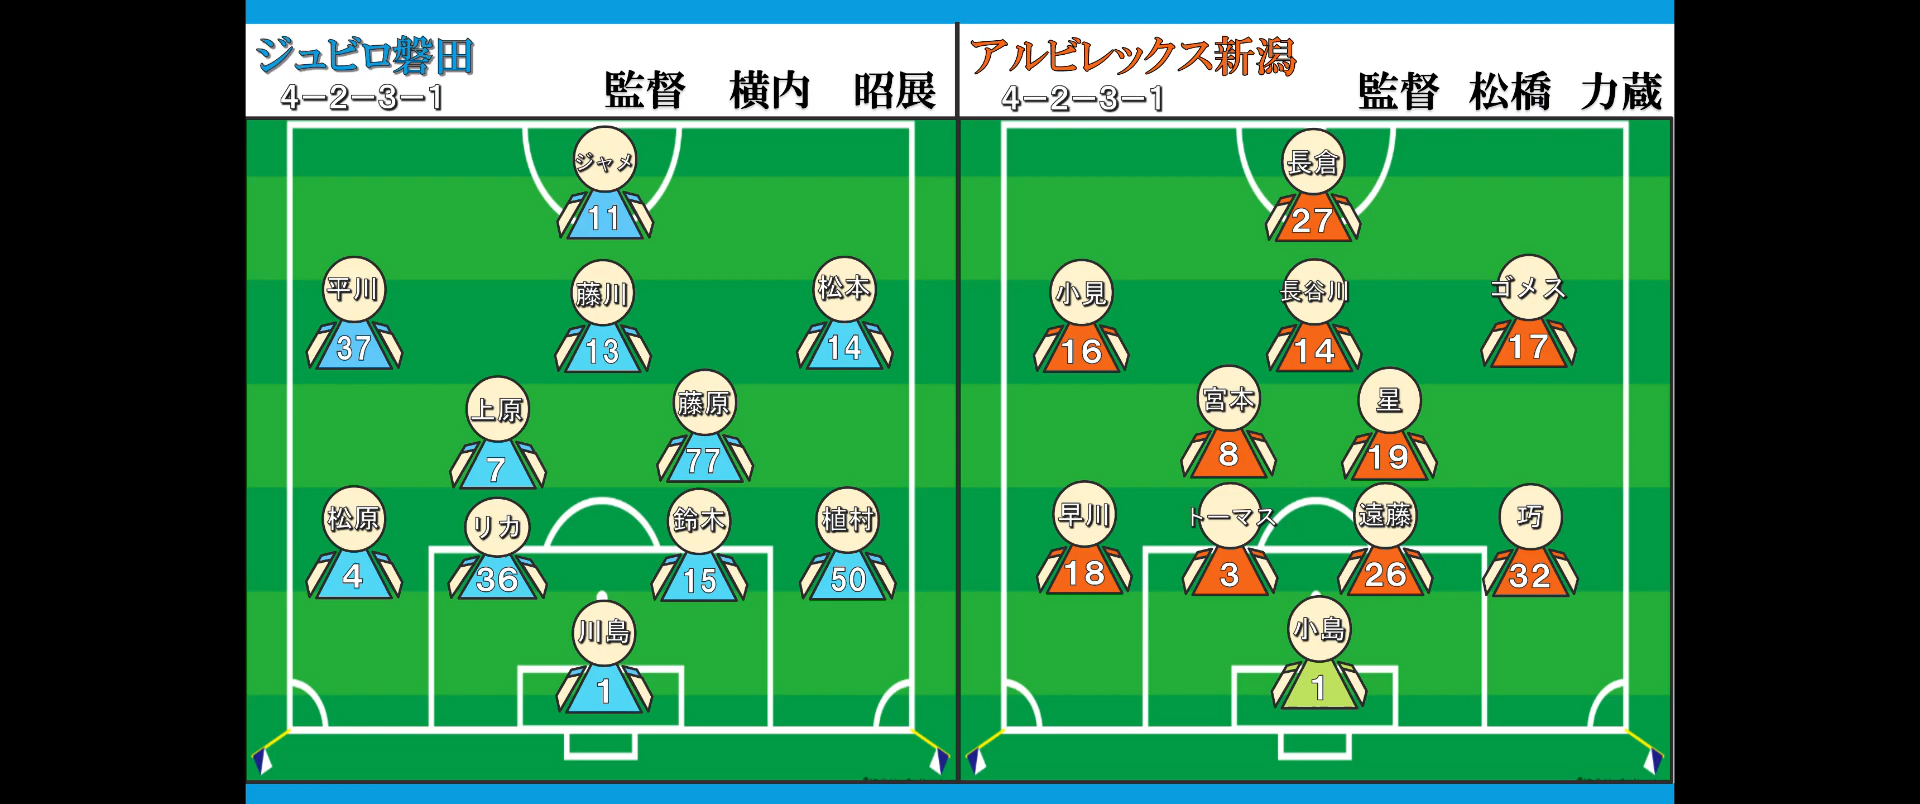 ジュビロ磐田
4-2-3-1
監督 横内 昭展
ジャメ
11
平川
藤川
松本
37
13
14
上原
藤原
7
77
松原
リカ
鈴木
植村
4
36
15
50
川島
1
アルビレックス新潟
4-2-3-1
監督 松橋 力蔵
長倉
27
小見
長谷川
ゴメス
16
14
17
宮本
星
8
19
早川
トーマス
遠藤
巧
18
3
26
32
小島
1